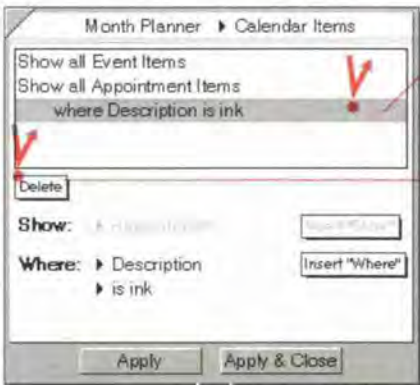 Month Planner ▸ Calendar Items
Show all Event Items
Show all Appointment Items
where Description is ink
Delete
Show:
Where: ▸ Description Insert "Where"
▸ is ink
Apply Apply & Close